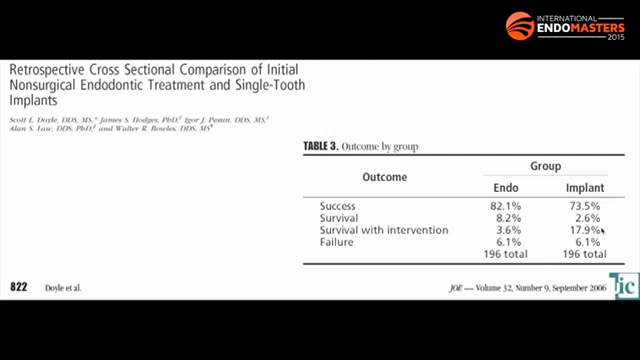 INTERNATIONAL
ENDOMASTERS
2015
Retrospective Cross Sectional Comparison of Initial
Nonsurgical Endodontic Treatment and Single-Tooth
Implants
Scott L. Doyle, DDS, MS,* James S. Hodges, PhD,† Igor J. Pesun, DDS, MS,‡
Alan S. Law, DDS, PhD,§ and Walter R. Bowles, DDS, MS¶
TABLE 3. Outcome by group
Group
Outcome
Endo Implant
Success 82.1% 73.5%
Survival 8.2% 2.6%
Survival with intervention 3.6% 17.9%
Failure 6.1% 6.1%
196 total 196 total
822 Doyle et al.
JOE — Volume 32, Number 9, September 2006
Tic